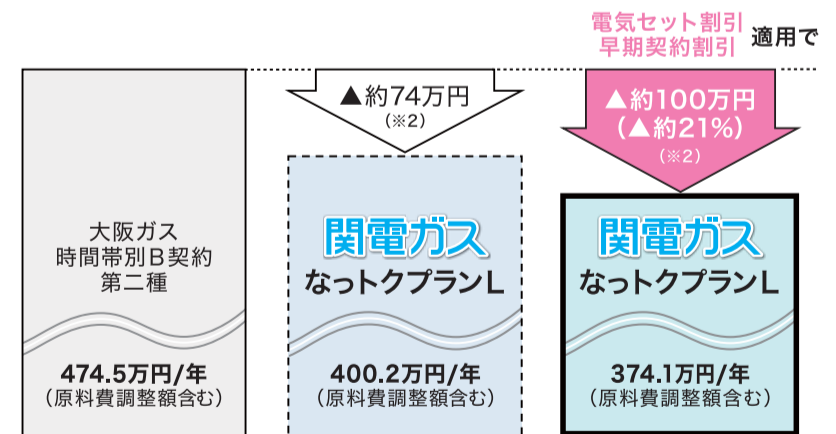 電気セット割引
早期契約割引
適用で
▲約74万円
(※2)
▲約100万円
(▲約21%)
(※2)
大阪ガス
時間帯別B契約
第二種
474.5万円/年
(原料費調整額含む)
関電ガス
なっトクプランL
400.2万円/年
(原料費調整額含む)
関電ガス
なっトクプランL
374.1万円/年
(原料費調整額含む)